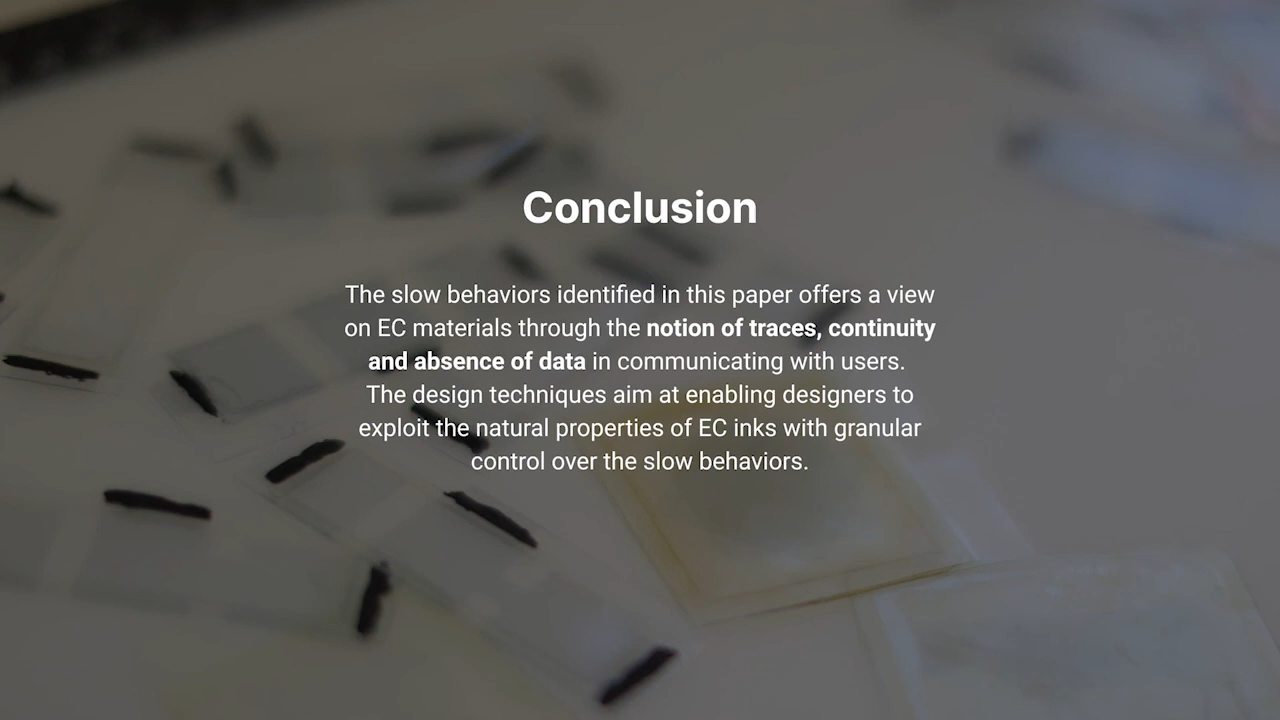 Conclusion
The slow behaviors identified in this paper offers a view
on EC materials through the notion of traces, continuity
and absence of data in communicating with users.
The design techniques aim at enabling designers to
exploit the natural properties of EC inks with granular
control over the slow behaviors.